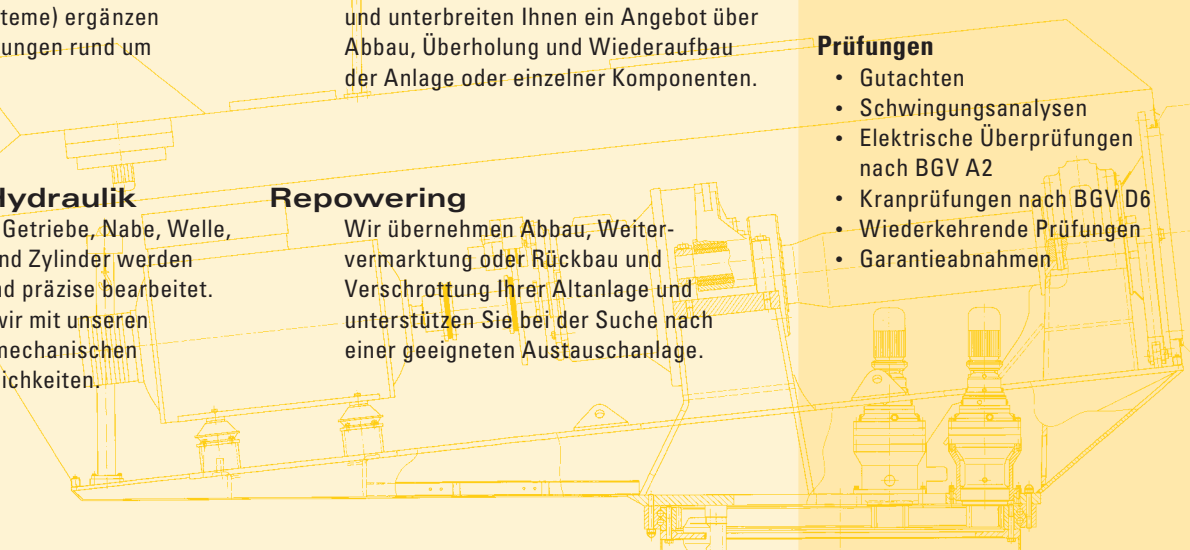 teme) ergänzen
ungen rund um
Hydraulik
Getriebe, Nabe, Welle,
nd Zylinder werden
nd präzise bearbeitet.
wir mit unseren
mechanischen
lichkeiten.
und unterbreiten Ihnen ein Angebot über
Abbau, Überholung und Wiederaufbau
der Anlage oder einzelner Komponenten.
Repowering
Wir übernehmen Abbau, Weiter-
vermarktung oder Rückbau und
Verschrottung Ihrer Altanlage und
unterstützen Sie bei der Suche nach
einer geeigneten Austauschanlage.
Prüfungen
• Gutachten
• Schwingungsanalysen
• Elektrische Überprüfungen
nach BGV A2
• Kranprüfungen nach BGV D6
• Wiederkehrende Prüfungen
• Garantieabnahmen